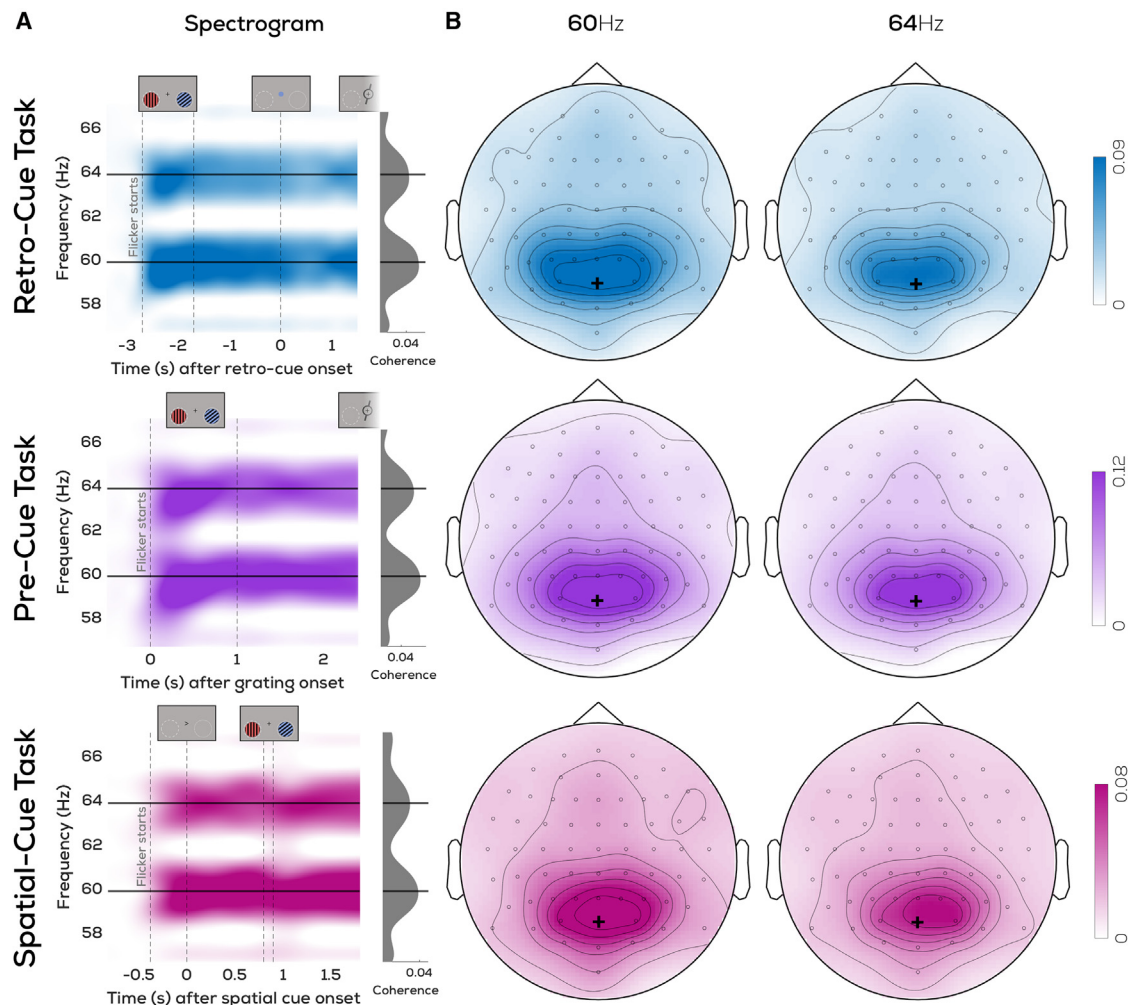 A
Spectrogram
B
60Hz
64Hz
Retro-Cue Task
Frequency (Hz)
66
64
62
60
58
Flicker starts
-3
-2
-1
0
1
0.04
Time (s) after retro-cue onset
Coherence
0.09
0
Pre-Cue Task
Frequency (Hz)
66
64
62
60
58
Flicker starts
0
1
2
0.04
Time (s) after grating onset
Coherence
0.12
0
Spatial-Cue Task
Frequency (Hz)
66
64
62
60
58
Flicker starts
-0.5
0
0.5
1
1.5
0.04
Time (s) after spatial cue onset
Coherence
0.08
0